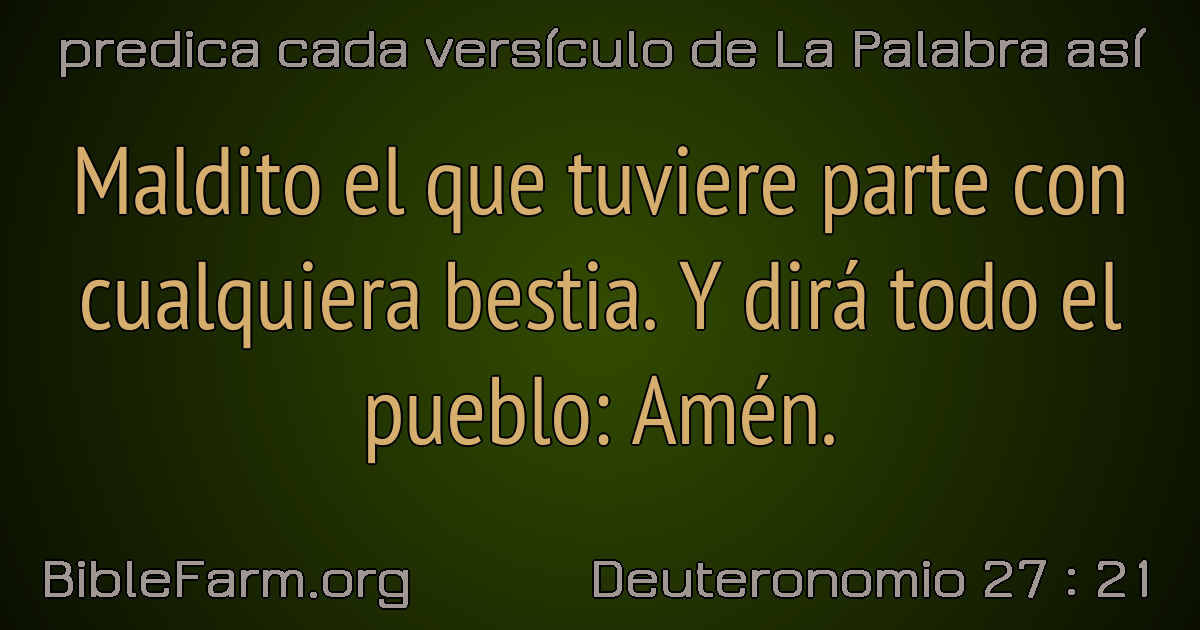 predica cada versículo de La Palabra así
Maldito el que tuviere parte con
cualquiera bestia. Y dirá todo el
pueblo: Amén.
BibleFarm.org
Deuteronomio 27 : 21